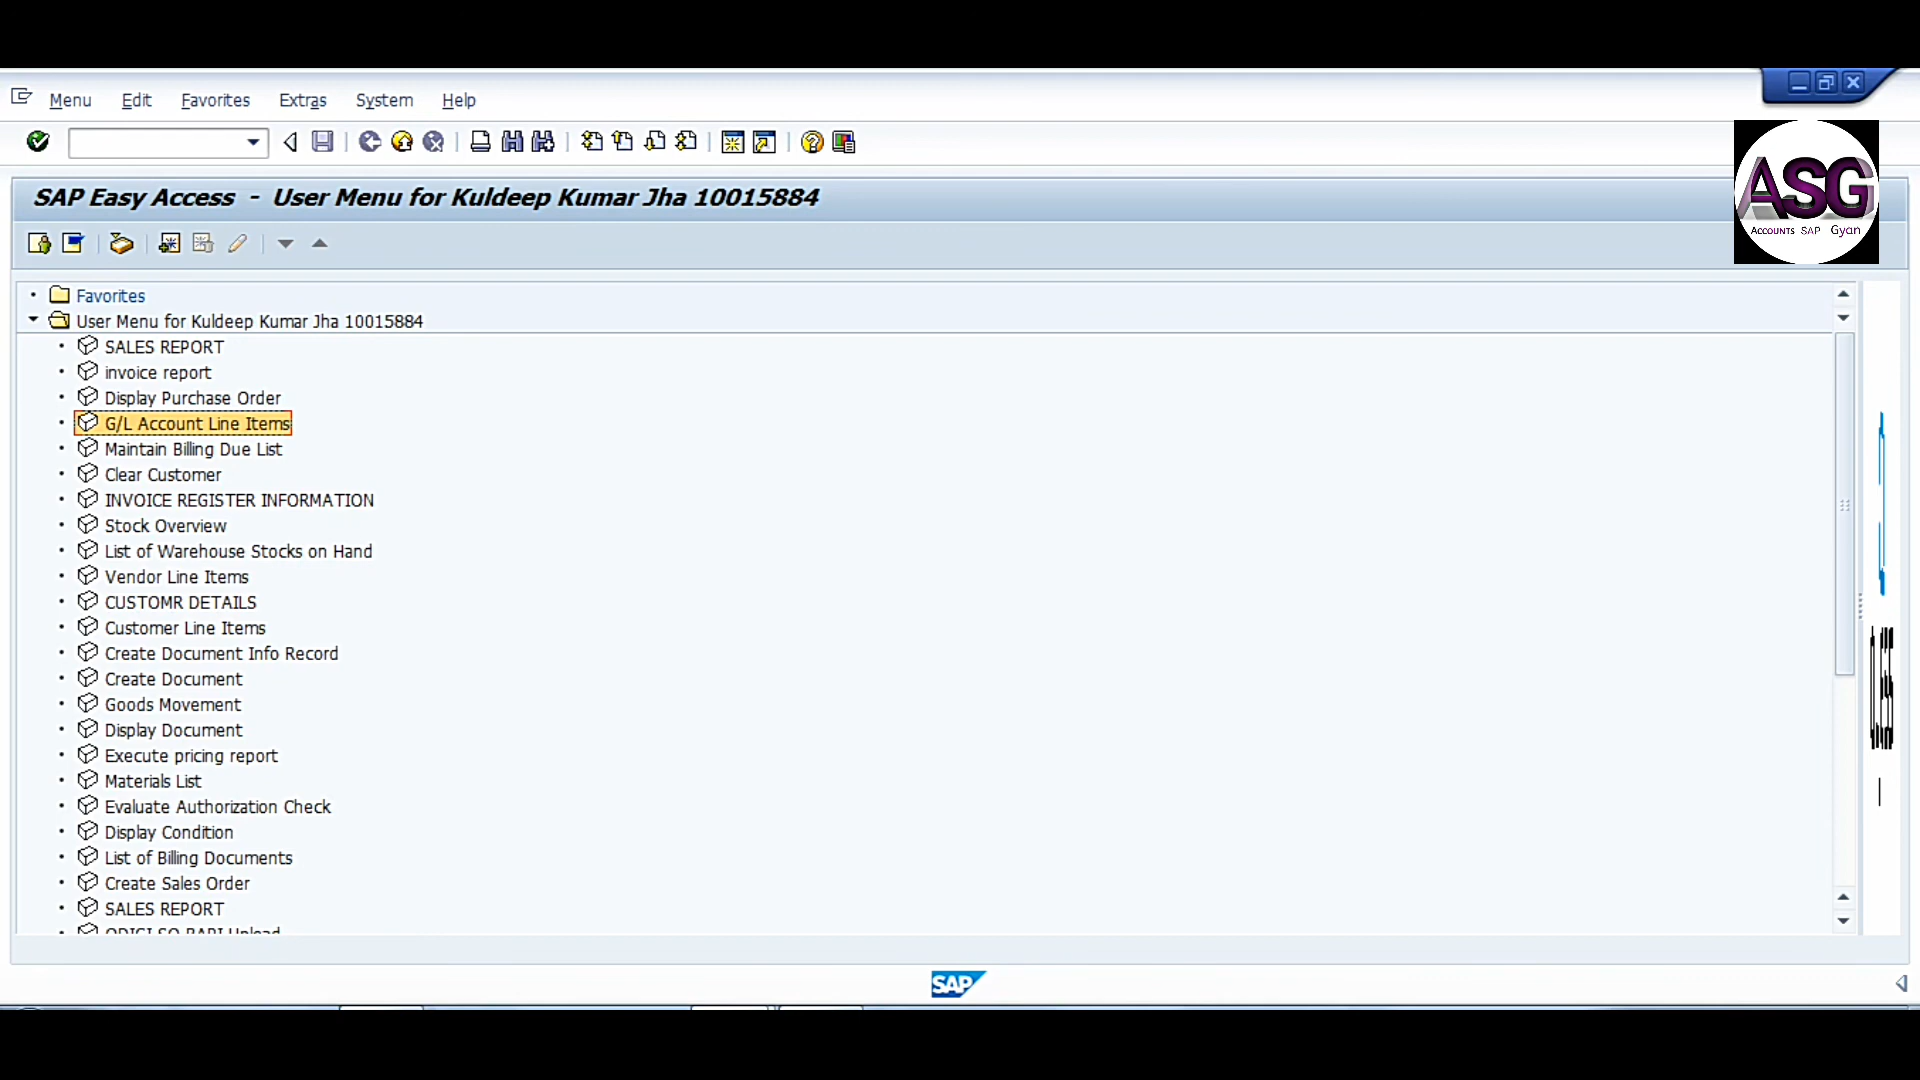 Menu Edit Favorites Extras System Help
SAP Easy Access - User Menu for Kuldeep Kumar Jha 10015884
ASG
Accounts SAP Gyan
Favorites
User Menu for Kuldeep Kumar Jha 10015884
SALES REPORT
invoice report
Display Purchase Order
G/L Account Line Items
Maintain Billing Due List
Clear Customer
INVOICE REGISTER INFORMATION
Stock Overview
List of Warehouse Stocks on Hand
Vendor Line Items
CUSTOMR DETAILS
Customer Line Items
Create Document Info Record
Create Document
Goods Movement
Display Document
Execute pricing report
Materials List
Evaluate Authorization Check
Display Condition
List of Billing Documents
Create Sales Order
SALES REPORT
SAP